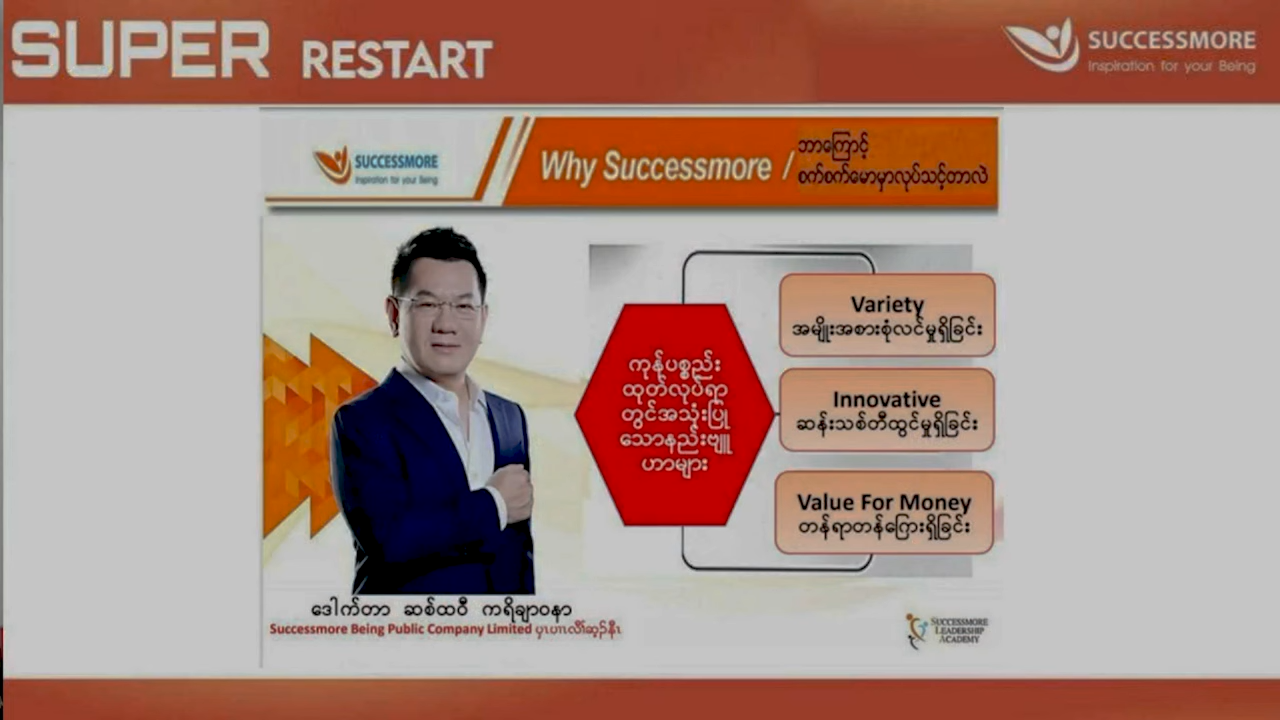 SUPER RESTART
SUCCESSMORE
Inspiration for your Being
SUCCESSMORE
Inspiration for your Being
Why Successmore /
ဘာကြောင့်
စက်စက်မောမှာလုပ်သင့်တာလဲ
ကုန်ပစ္စည်း
ထုတ်လုပ်ရာ
တွင်အသုံးပြု
သောနည်းဗျူ
ဟာများ
Variety
အမျိုးအစားစုံလင်မှုရှိခြင်း
Innovative
ဆန်းသစ်တီထွင်မှုရှိခြင်း
Value For Money
တန်ရာတန်ကြေးရှိခြင်း
ဒေါက်တာ ဆစ်ထဝီ ကရိချာဝနာ
Successmore Being Public Company Limited
SUCCESSMORE
LEADERSHIP
ACADEMY